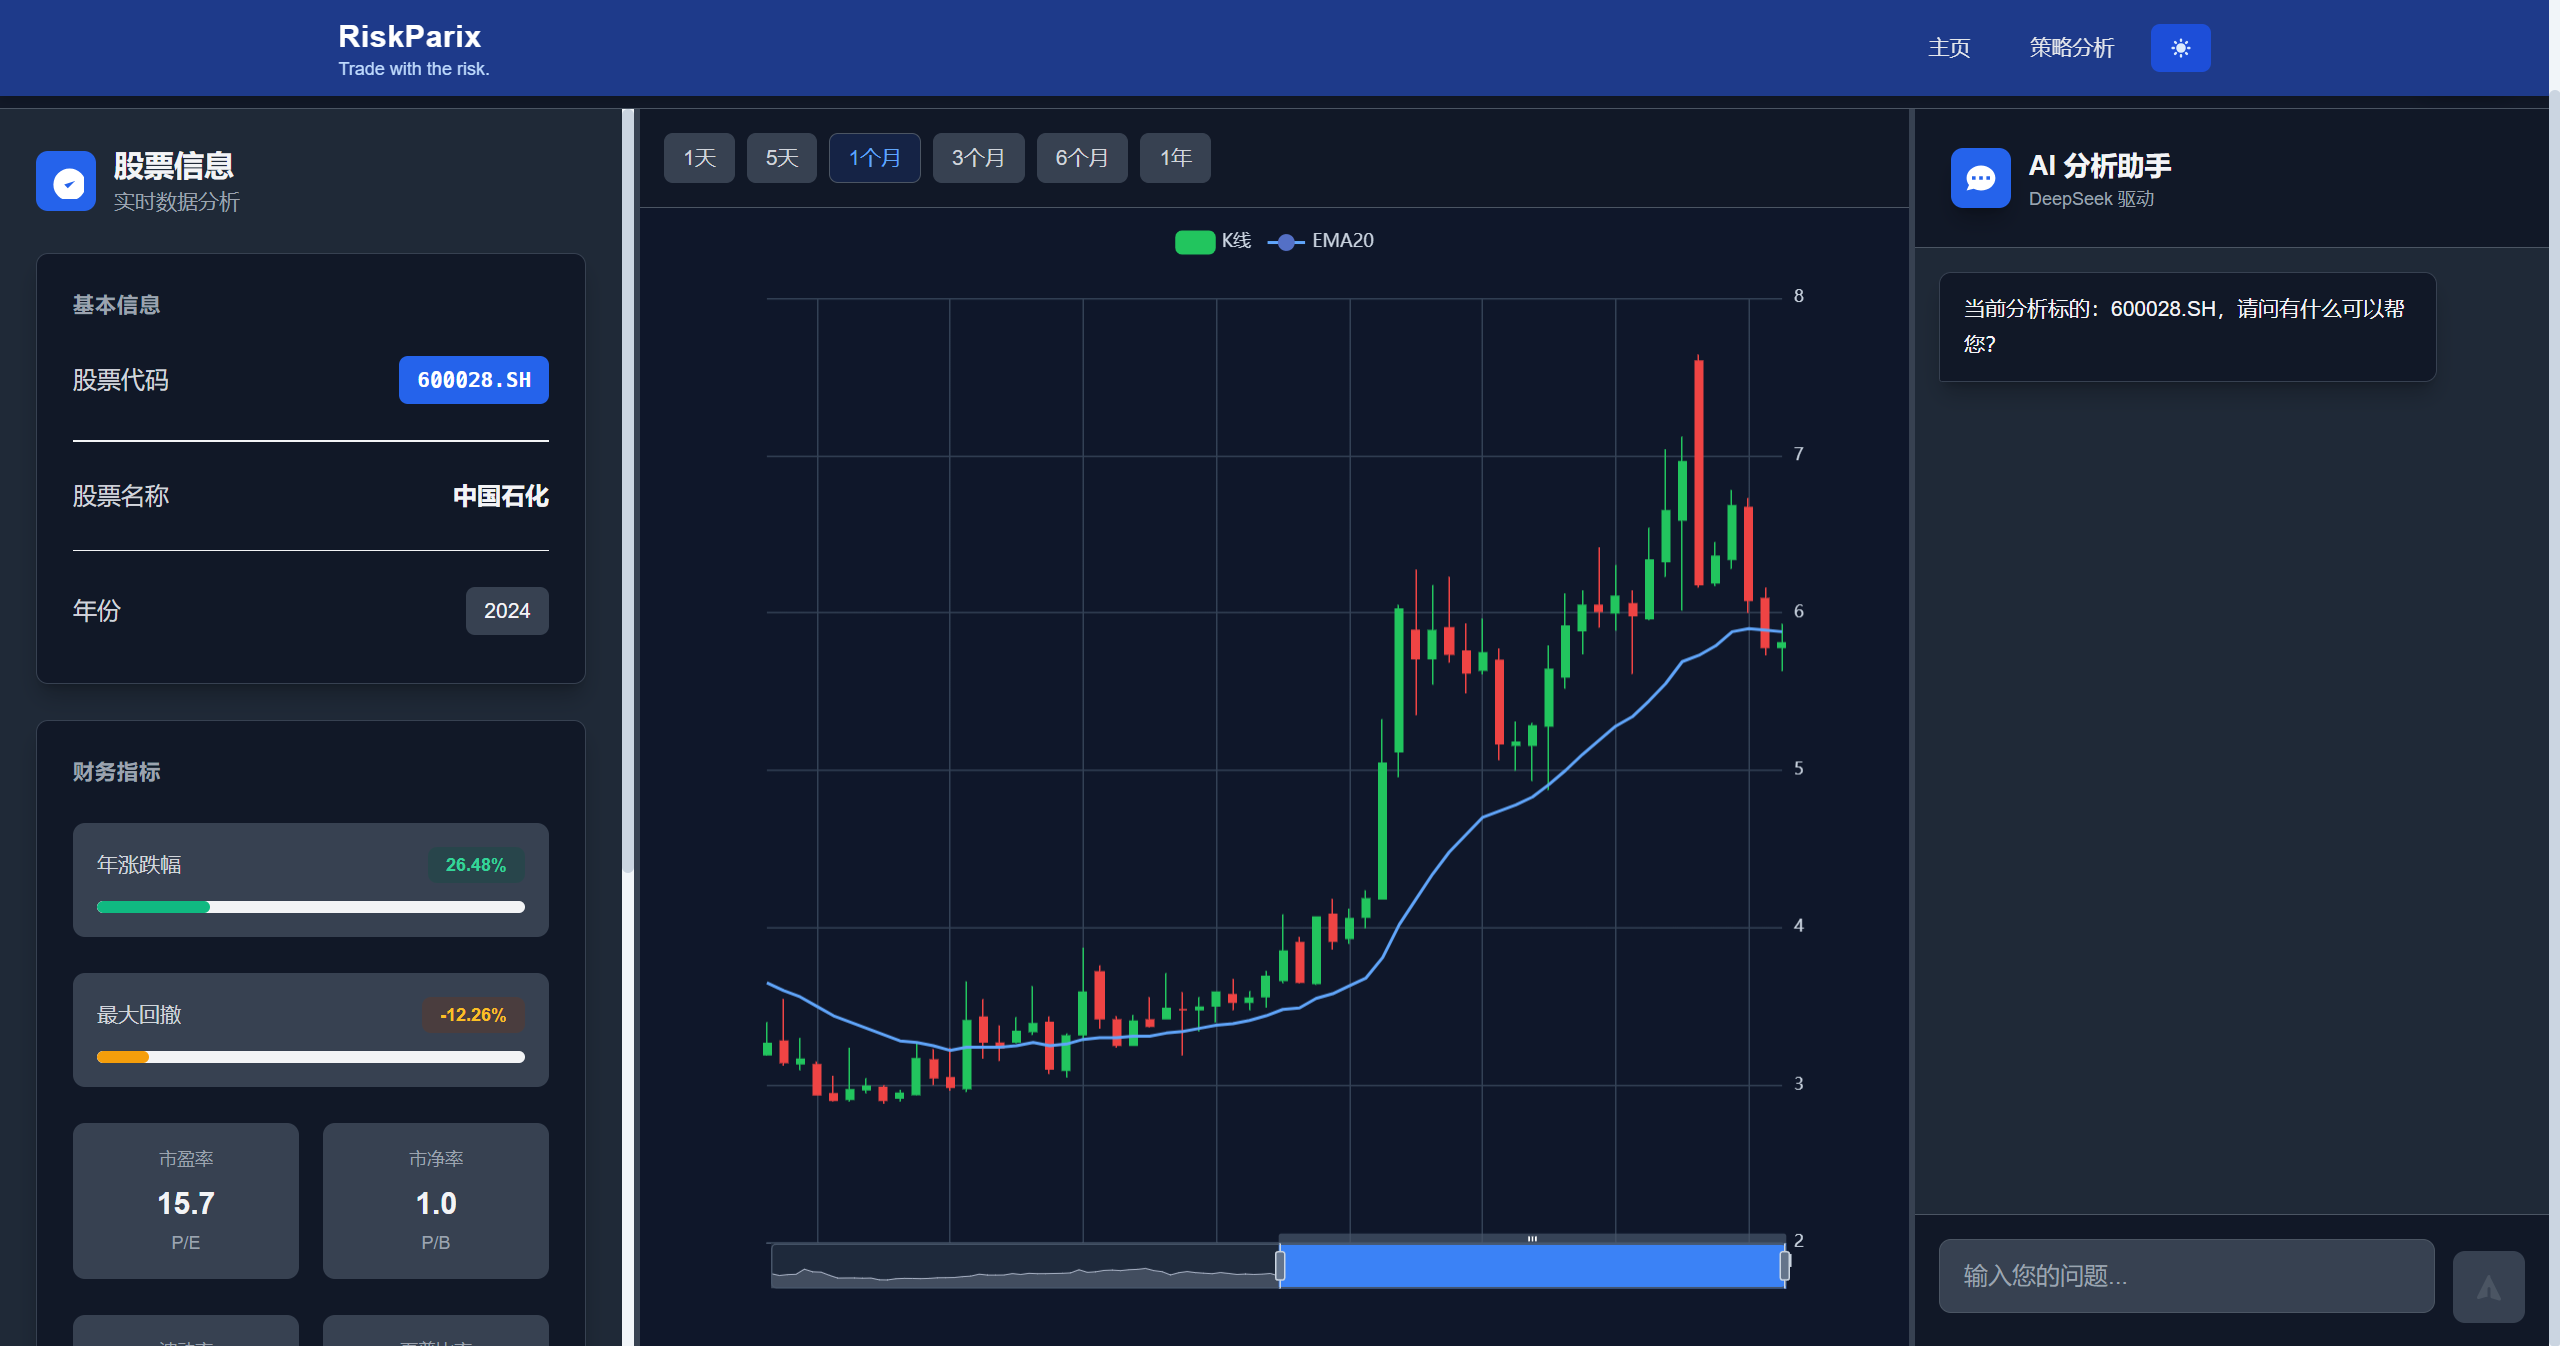 RiskParix
Trade with the risk.
主页
策略分析
股票信息
实时数据分析
基本信息
股票代码
600028.SH
股票名称
中国石化
年份
2024
财务指标
年涨跌幅
26.48%
最大回撤
-12.26%
市盈率
15.7
P/E
市净率
1.0
P/B
1天
5天
1个月
3个月
6个月
1年
K线
EMA20
8
7
6
5
4
3
2
AI 分析助手
DeepSeek 驱动
当前分析标的：600028.SH，请问有什么可以帮
您？
输入您的问题...